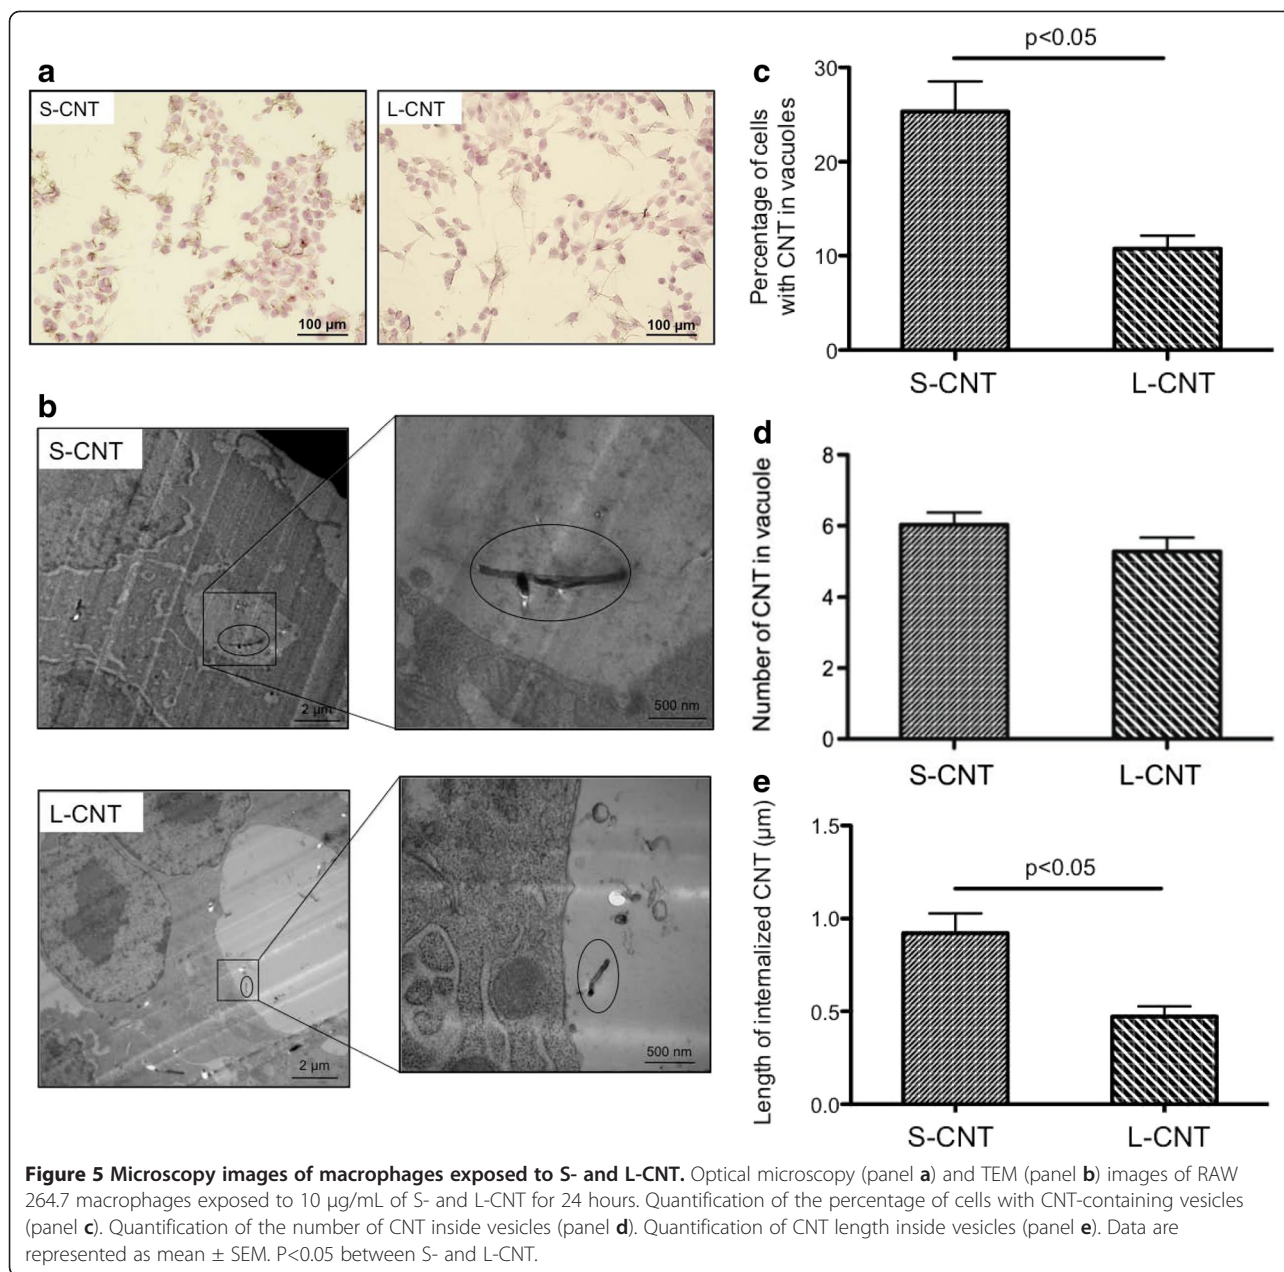 a
S-CNT
L-CNT
100 µm
100 µm
b
S-CNT
2 µm
500 nm
L-CNT
2 µm
500 nm
c
p<0.05
Percentage of cells
with CNT in vacuoles
30
20
10
0
S-CNT
L-CNT
d
Number of CNT in vacuole
8
6
4
2
0
S-CNT
L-CNT
e
Length of internalized CNT (µm)
1.5
p<0.05
1.0
0.5
0.0
S-CNT
L-CNT
Figure 5 Microscopy images of macrophages exposed to S- and L-CNT. Optical microscopy (panel a) and TEM (panel b) images of RAW
264.7 macrophages exposed to 10 µg/mL of S- and L-CNT for 24 hours. Quantification of the percentage of cells with CNT-containing vesicles
(panel c). Quantification of the number of CNT inside vesicles (panel d). Quantification of CNT length inside vesicles (panel e). Data are
represented as mean ± SEM. P<0.05 between S- and L-CNT.